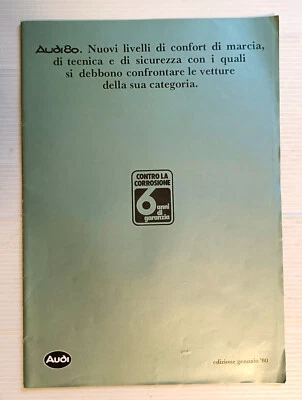 Audi 80. Nuovi livelli di confort di marcia,
di tecnica e di sicurezza con i quali
si debbono confrontare le vetture
della sua categoria.
CONTRO LA
CORROSIONE
6 anni
di
garanzia
Audi
edizione gennaio '80